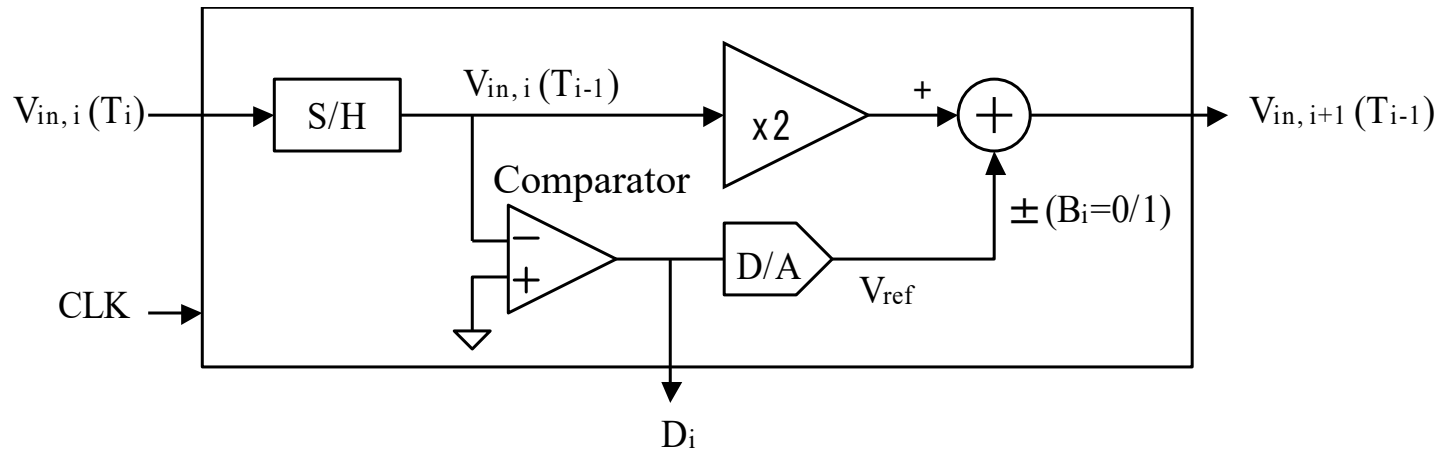 V_in, i (T_i)
S/H
V_in, i (T_i-1)
x2
+
+
V_in, i+1 (T_i-1)
Comparator
−
+
D/A
V_ref
± (B_i=0/1)
CLK
D_i